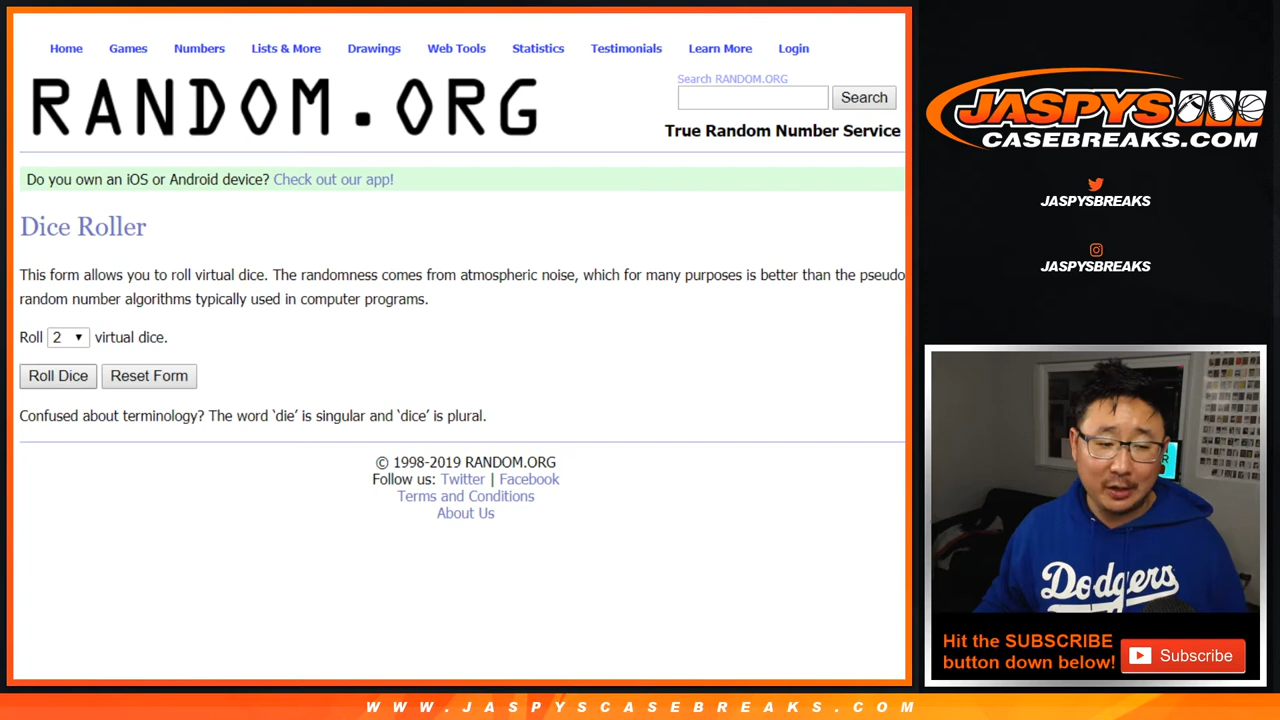 Home Games Numbers Lists & More Drawings Web Tools Statistics Testimonials Learn More Login
RANDOM.ORG
Search RANDOM.ORG
Search
True Random Number Service
Do you own an iOS or Android device? Check out our app!
Dice Roller
This form allows you to roll virtual dice. The randomness comes from atmospheric noise, which for many purposes is better than the pseudo
random number algorithms typically used in computer programs.
Roll 2 virtual dice.
Roll Dice Reset Form
Confused about terminology? The word ‘die’ is singular and ‘dice’ is plural.
© 1998-2019 RANDOM.ORG
Follow us: Twitter | Facebook
Terms and Conditions
About Us
JASPYS
CASEBREAKS.COM
JASPYSBREAKS
JASPYSBREAKS
Dodgers
Hit the SUBSCRIBE
button down below!
Subscribe
WWW.JASPYSCASEBREAKS.COM